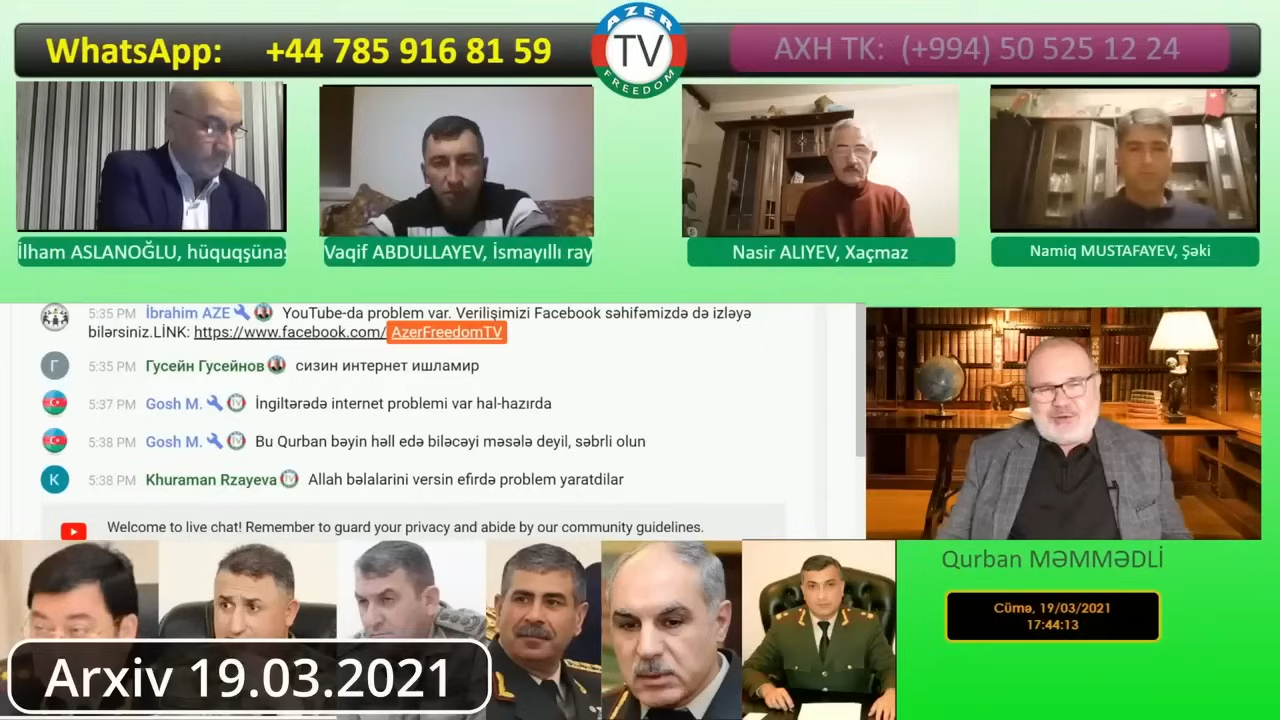 WhatsApp: +44 785 916 81 59
AZER
TV
FREEDOM
AXH TK: (+994) 50 525 12 24
İlham ASLANOĞLU, hüquqşünas
Vaqif ABDULLAYEV, İsmayıllı ray
Nasir ALIYEV, Xaçmaz
Namiq MUSTAFAYEV, Şəki
5:35 PM İbrahim AZE YouTube-da problem var. Verilişimizi Facebook səhifəmizdə də izləyə
bilərsiniz.LİNK: https://www.facebook.com/AzerFreedomTV
Г 5:35 PM Гусейн Гусейнов сизин интернет ишламир
5:37 PM Gosh M. İngiltərədə internet problemi var hal-hazırda
5:38 PM Gosh M. Bu Qurban bəyin həll edə biləcəyi məsələ deyil, səbrli olun
K 5:38 PM Khuraman Rzayeva Allah bəlalarini versin efirdə problem yaratdilar
Welcome to live chat! Remember to guard your privacy and abide by our community guidelines.
Qurban MƏMMƏDLİ
Cümə, 19/03/2021
17:44:13
Arxiv 19.03.2021